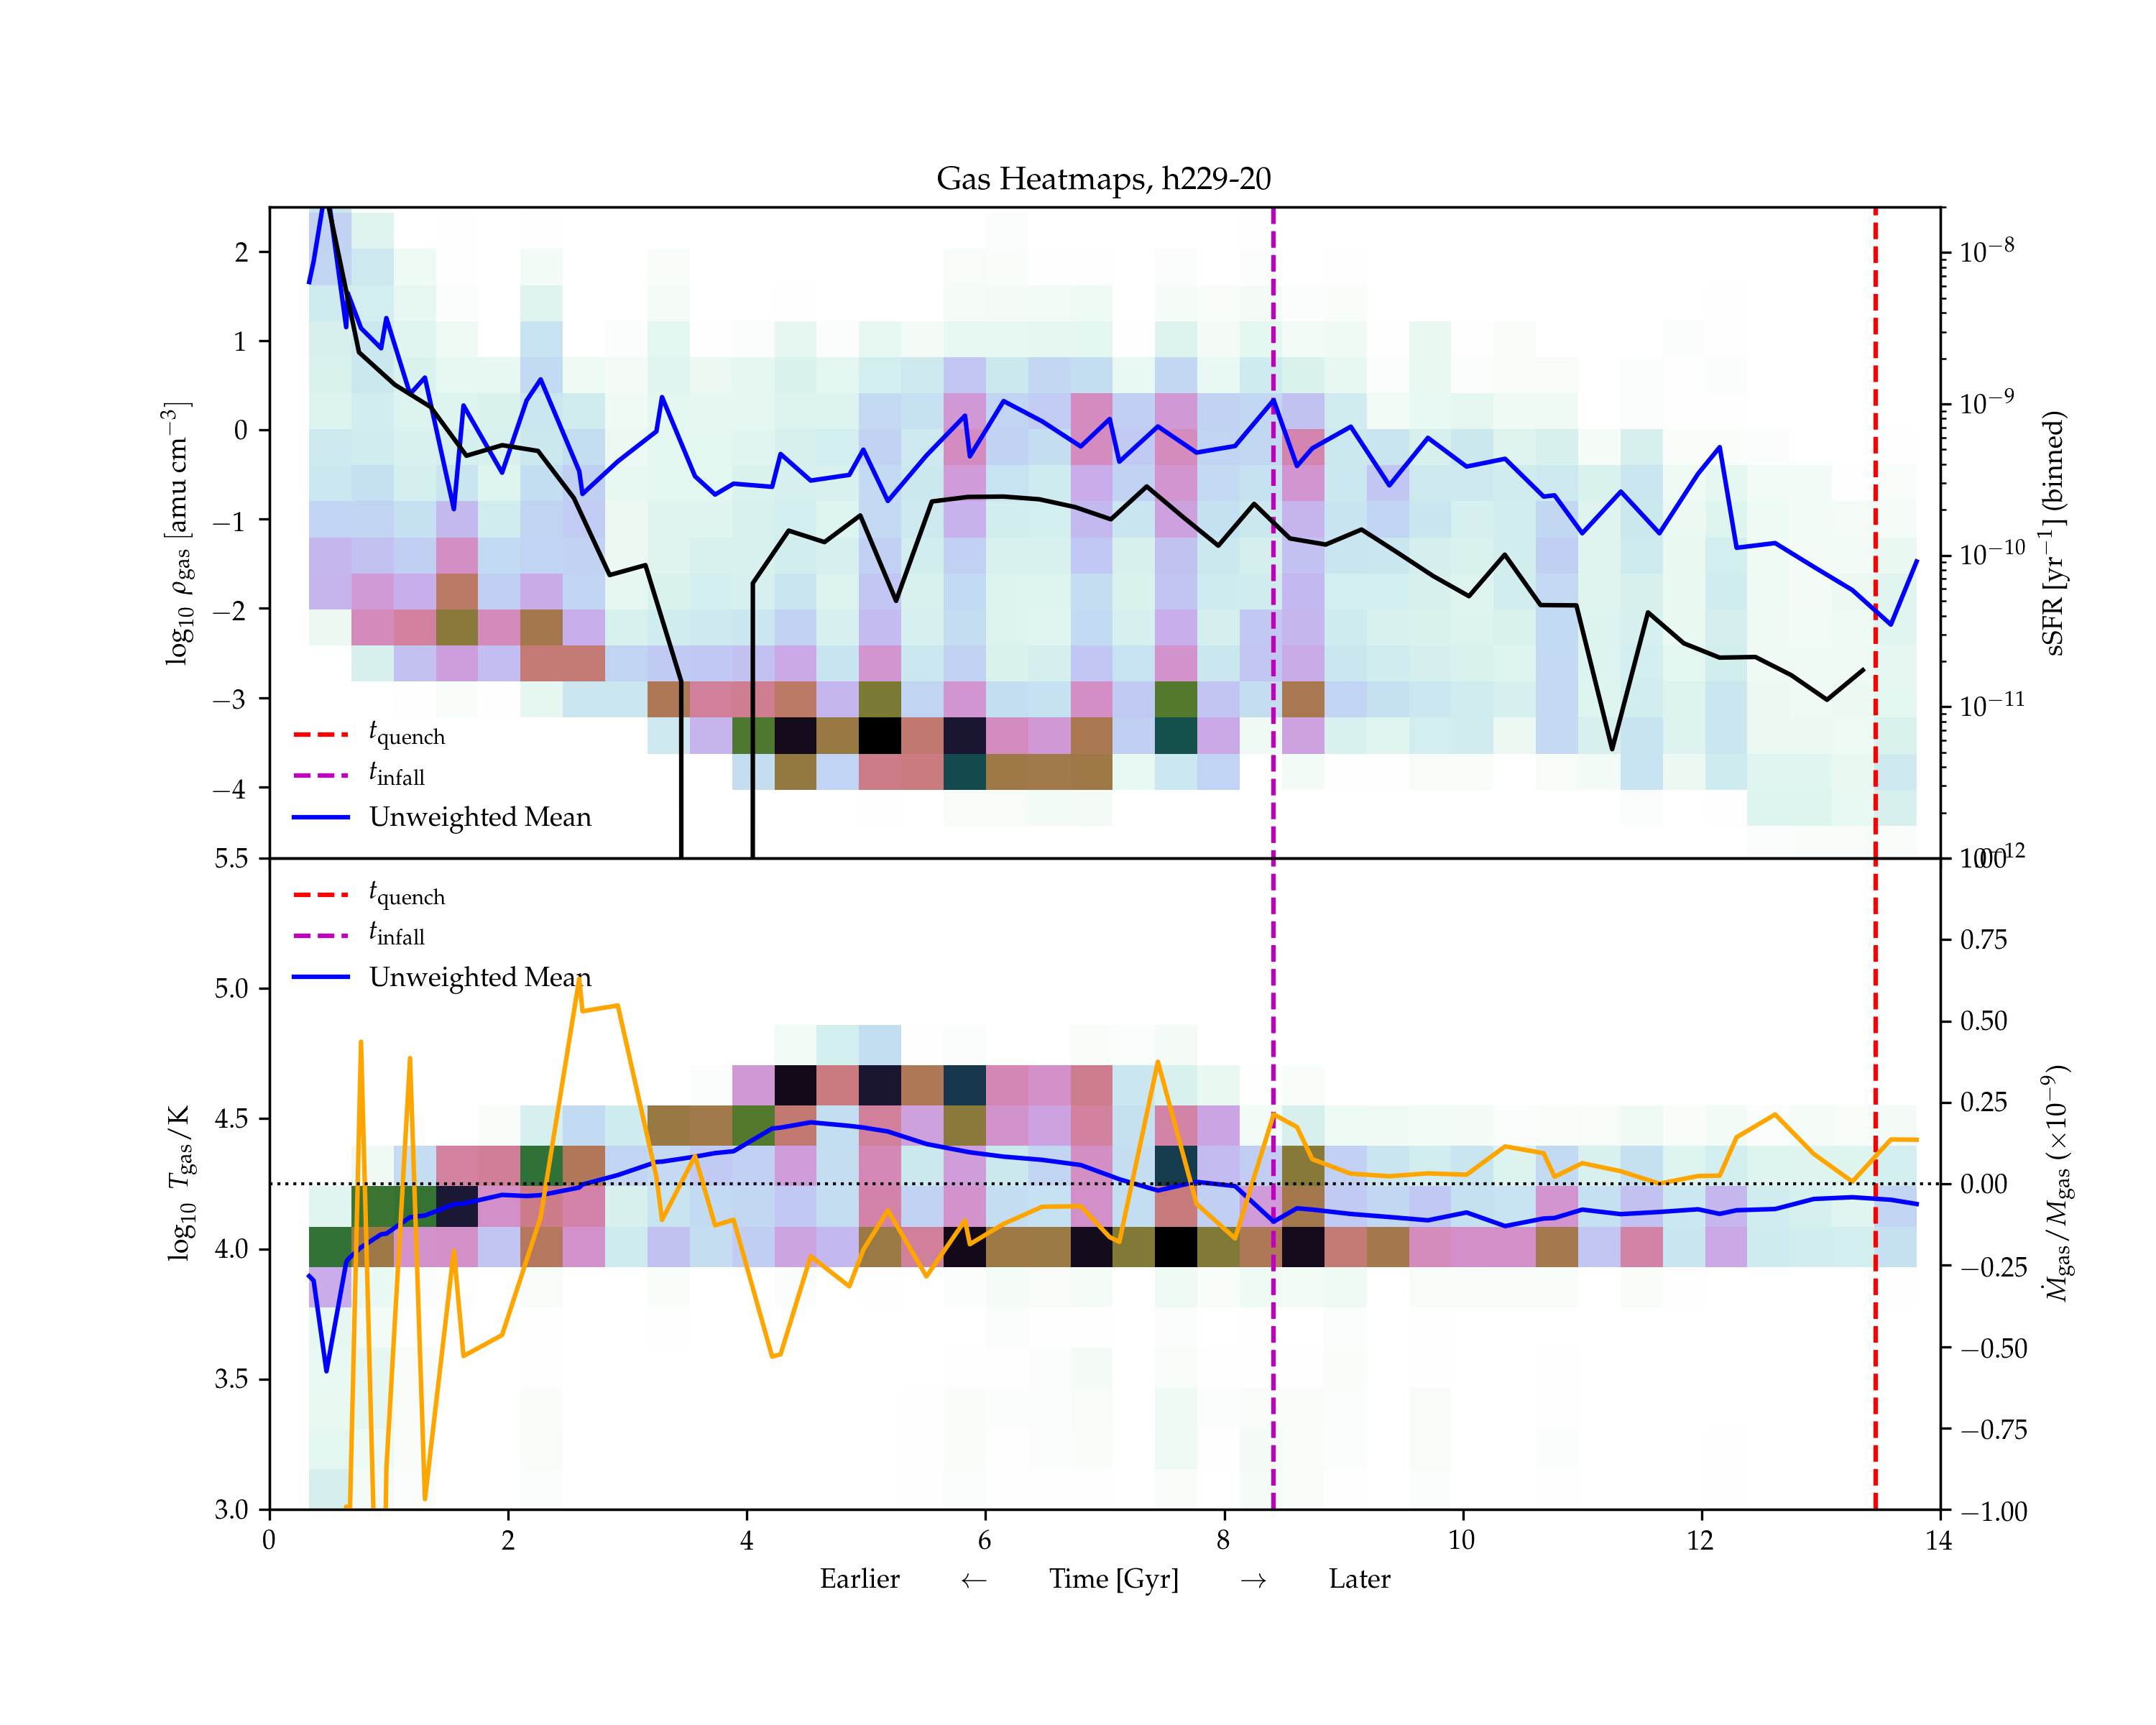 Gas Heatmaps, h229-20
2
1
0
−1
−2
−3
−4
log₁₀ ρgas [amu cm⁻³]
10⁻⁸
10⁻⁹
10⁻¹⁰
10⁻¹¹
10⁻¹²
sSFR [yr⁻¹] (binned)
tquench
tinfall
Unweighted Mean
5.5
5.0
4.5
4.0
3.5
3.0
log₁₀ Tgas/K
tquench
tinfall
Unweighted Mean
1.00
0.75
0.50
0.25
0.00
−0.25
−0.50
−0.75
−1.00
Ṁgas/Mgas (×10⁻⁹)
0 2 4 6 8 10 12 14
Earlier ← Time [Gyr] → Later